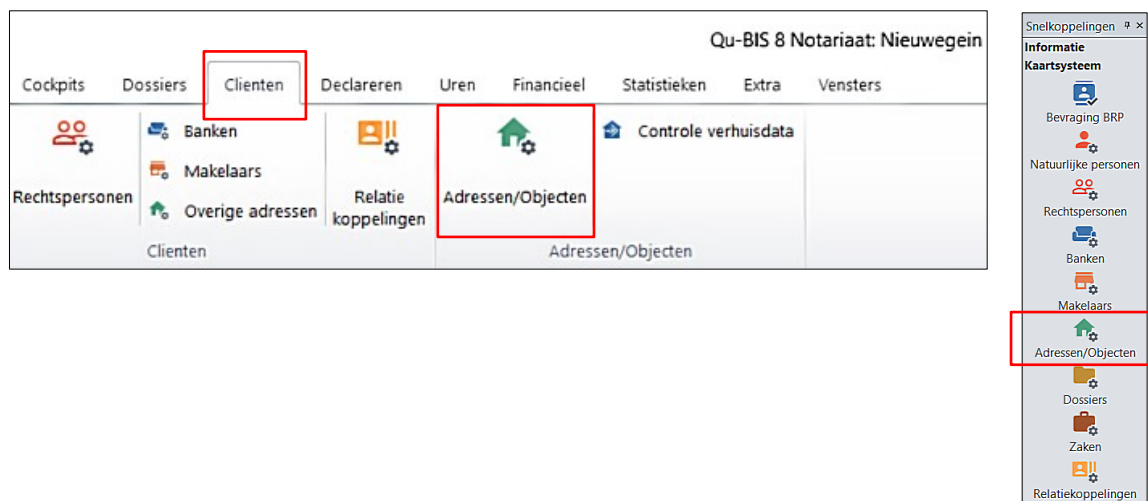 Qu-BIS 8 Notariaat: Nieuwegein
Cockpits Dossiers Clienten Declareren Uren Financieel Statistieken Extra Vensters
Rechtspersonen
Banken
Makelaars
Overige adressen
Relatie
koppelingen
Clienten
Adressen/Objecten
Controle verhuisdata
Adressen/Objecten
Snelkoppelingen
Informatie
Kaartsysteem
Bevraging BRP
Natuurlijke personen
Rechtspersonen
Banken
Makelaars
Adressen/Objecten
Dossiers
Zaken
Relatiekoppelingen